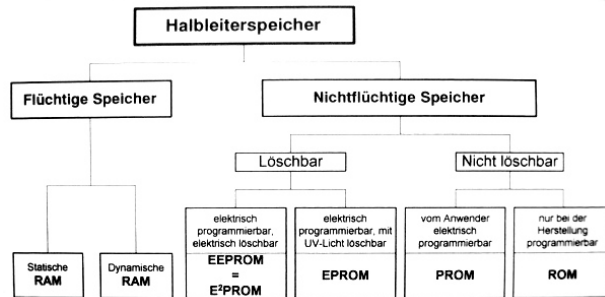 Halbleiterspeicher
Flüchtige Speicher
Nichtflüchtige Speicher
Löschbar
Nicht löschbar
elektrisch
programmierbar,
elektrisch löschbar
EEPROM
=
E²PROM
elektrisch
programmierbar, mit
UV-Licht löschbar
EPROM
vom Anwender
elektrisch
programmierbar
PROM
nur bei der
Herstellung
programmierbar
ROM
Statische
RAM
Dynamische
RAM